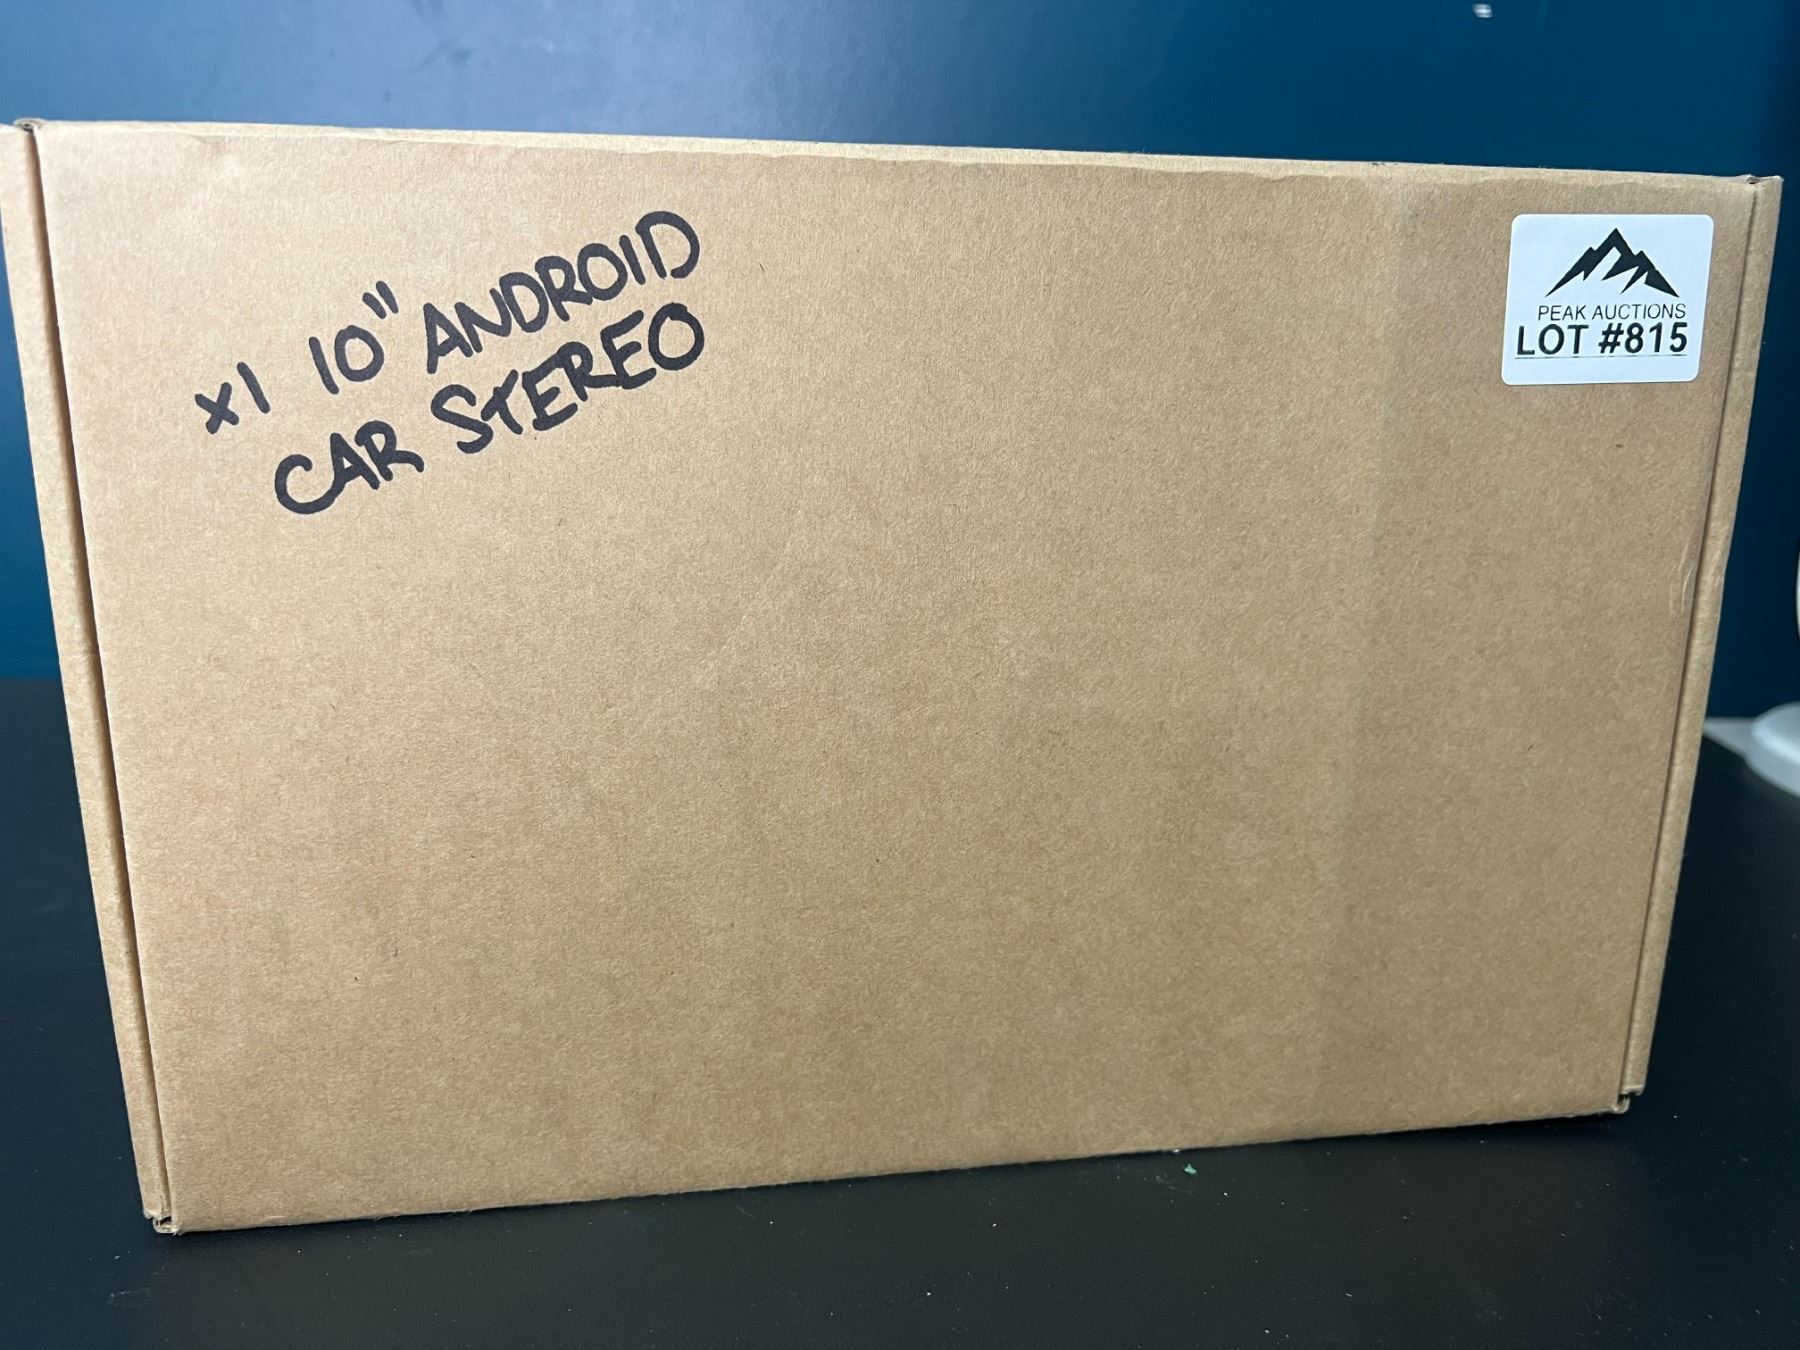 x1 10" ANDROID
CAR STEREO
PEAK AUCTIONS
LOT #815